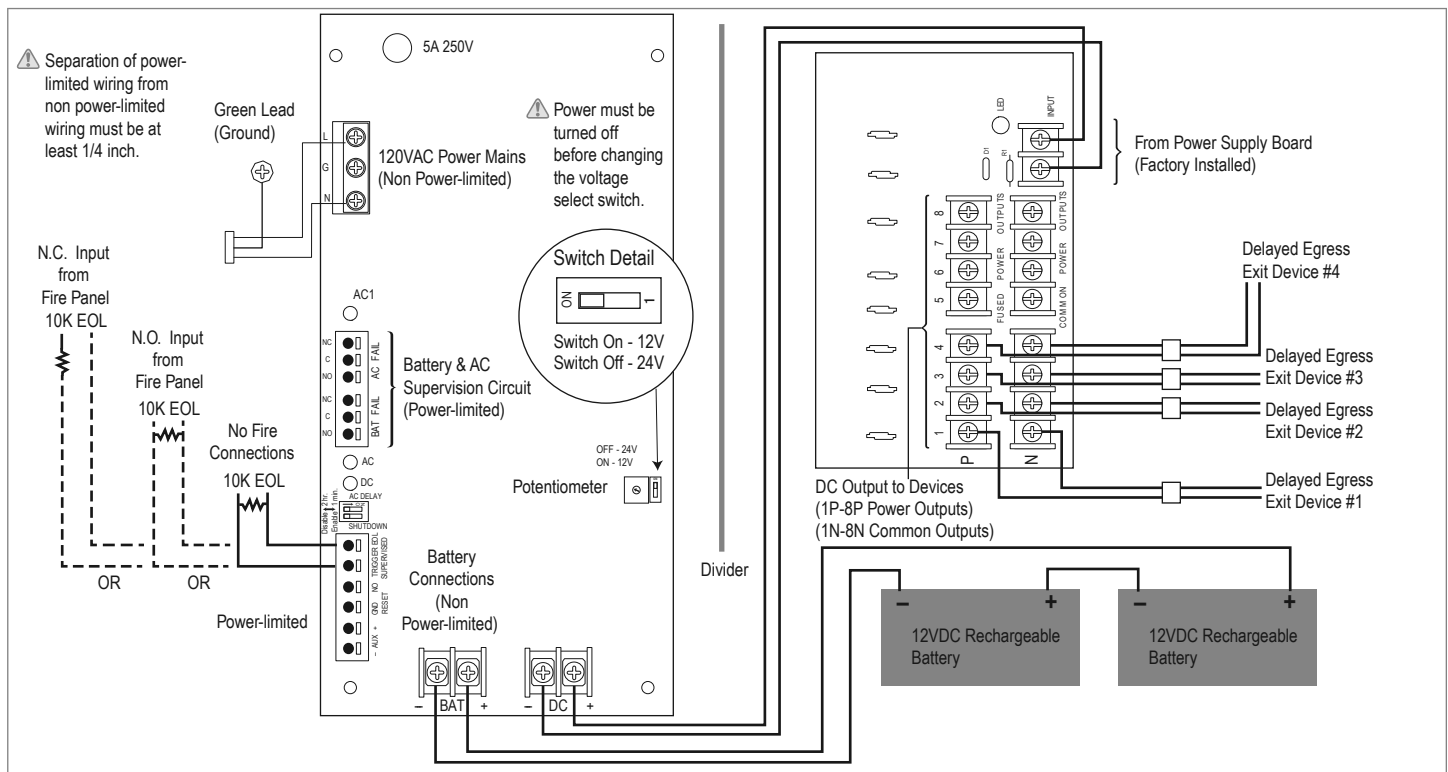 Separation of power-
limited wiring from
non power-limited
wiring must be at
least 1/4 inch.
Green Lead
(Ground)
5A 250V
L
G
N
120VAC Power Mains
(Non Power-limited)
Power must be
turned off
before changing
the voltage
select switch.
Switch Detail
ON
1
Switch On - 12V
Switch Off - 24V
N.C. Input
from
Fire Panel
10K EOL
N.O. Input
from
Fire Panel
10K EOL
No Fire
Connections
10K EOL
OR
OR
Power-limited
AC1
NC
C
NO
AC FAIL
NC
C
NO
BAT FAIL
Battery & AC
Supervision Circuit
(Power-limited)
AC
DC
AC DELAY
Disable 2 hr.
Enable 1 min.
SHUTDOWN
TRIGGER EOL
SUPERVISED
NO
GND
RESET
– AUX +
OFF - 24V
ON - 12V
Potentiometer
Battery
Connections
(Non
Power-limited)
– BAT +
– DC +
Divider
LED
INPUT
D1
R1
From Power Supply Board
(Factory Installed)
8
7
6
5
4
3
2
1
FUSED POWER OUTPUTS
COMMON POWER OUTPUTS
P
N
DC Output to Devices
(1P-8P Power Outputs)
(1N-8N Common Outputs)
Delayed Egress
Exit Device #4
Delayed Egress
Exit Device #3
Delayed Egress
Exit Device #2
Delayed Egress
Exit Device #1
– +
12VDC Rechargeable
Battery
– +
12VDC Rechargeable
Battery